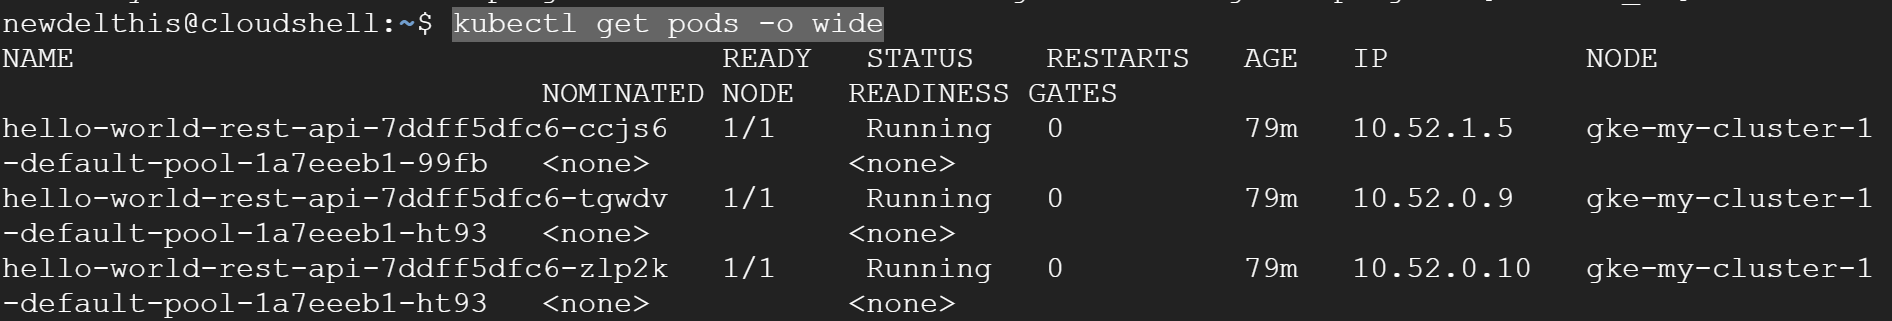 newdelthis@cloudshell:~$ kubectl get pods -o wide
NAME READY STATUS RESTARTS AGE IP NODE
NOMINATED NODE READINESS GATES
hello-world-rest-api-7ddff5dfc6-ccjs6 1/1 Running 0 79m 10.52.1.5 gke-my-cluster-1
-default-pool-1a7eeeb1-99fb <none> <none>
hello-world-rest-api-7ddff5dfc6-tgwdv 1/1 Running 0 79m 10.52.0.9 gke-my-cluster-1
-default-pool-1a7eeeb1-ht93 <none> <none>
hello-world-rest-api-7ddff5dfc6-zlp2k 1/1 Running 0 79m 10.52.0.10 gke-my-cluster-1
-default-pool-1a7eeeb1-ht93 <none> <none>